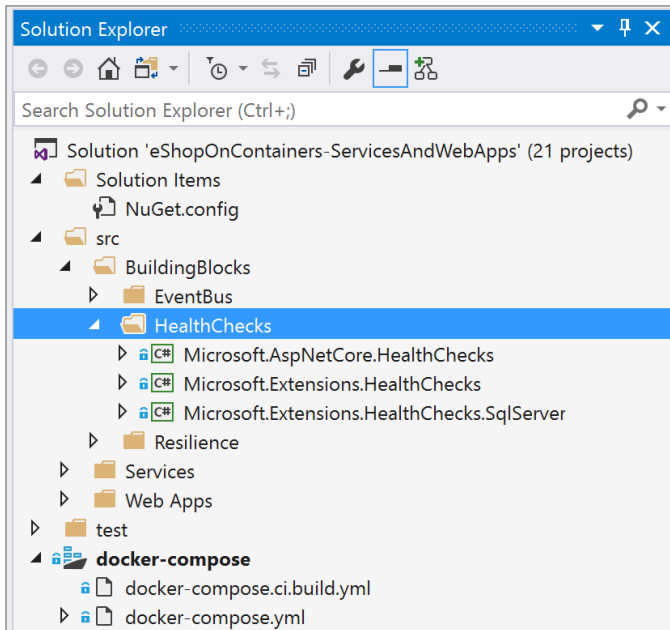 Solution Explorer
Search Solution Explorer (Ctrl+;)
Solution 'eShopOnContainers-ServicesAndWebApps' (21 projects)
Solution Items
NuGet.config
src
BuildingBlocks
EventBus
HealthChecks
C# Microsoft.AspNetCore.HealthChecks
C# Microsoft.Extensions.HealthChecks
C# Microsoft.Extensions.HealthChecks.SqlServer
Resilience
Services
Web Apps
test
docker-compose
docker-compose.ci.build.yml
docker-compose.yml